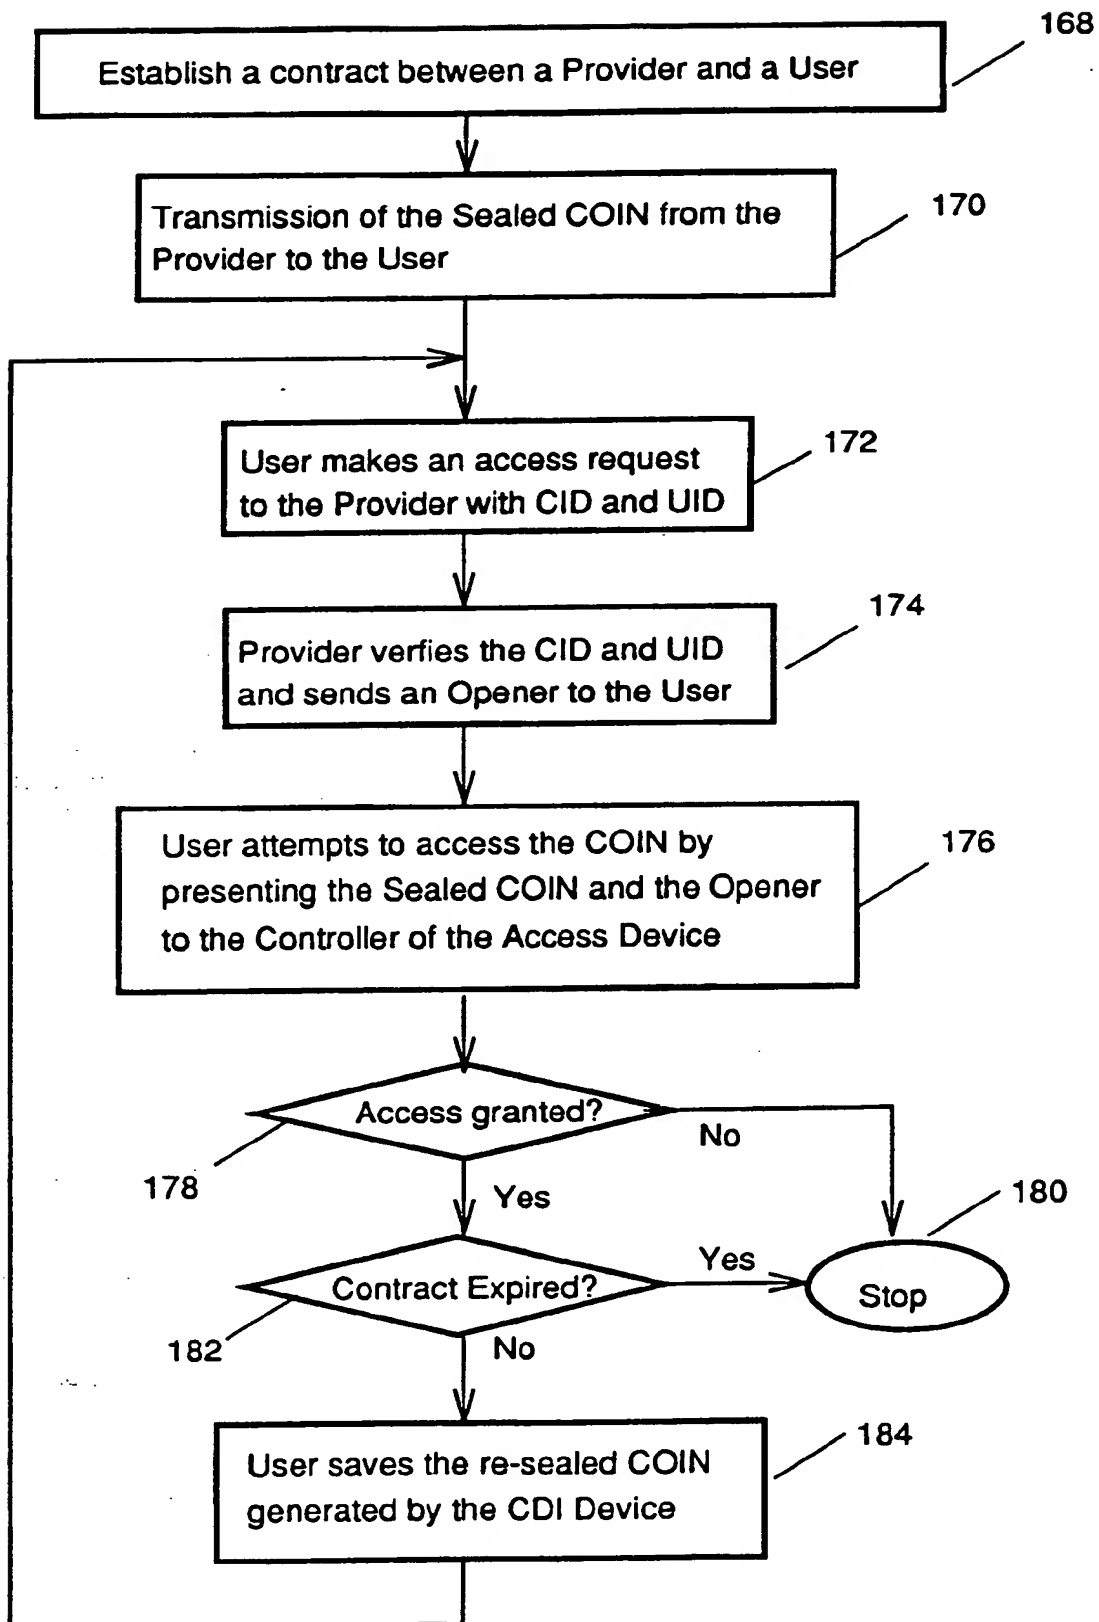 168
Establish a contract between a Provider and a User
170
Transmission of the Sealed COIN from the
Provider to the User
172
User makes an access request
to the Provider with CID and UID
174
Provider verfies the CID and UID
and sends an Opener to the User
176
User attempts to access the COIN by
presenting the Sealed COIN and the Opener
to the Controller of the Access Device
Access granted?
No
178
Yes
180
Yes
Contract Expired?
Stop
182
No
184
User saves the re-sealed COIN
generated by the CDI Device